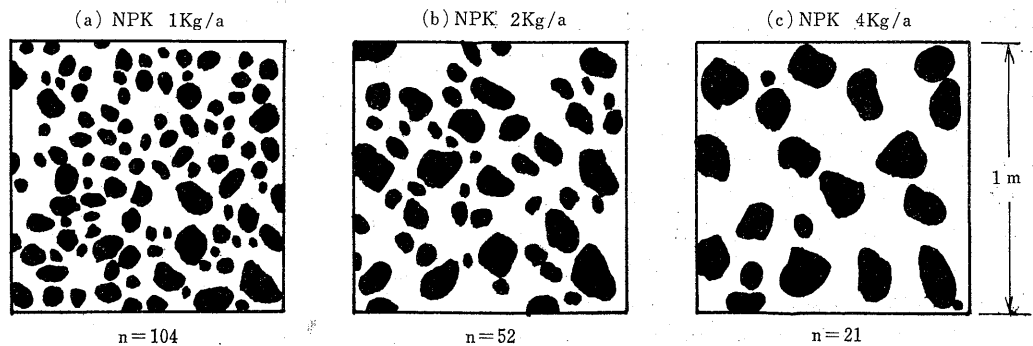 (a) NPK 1Kg/a
(b) NPK 2Kg/a
(c) NPK 4Kg/a
1 m
n=104
n=52
n=21